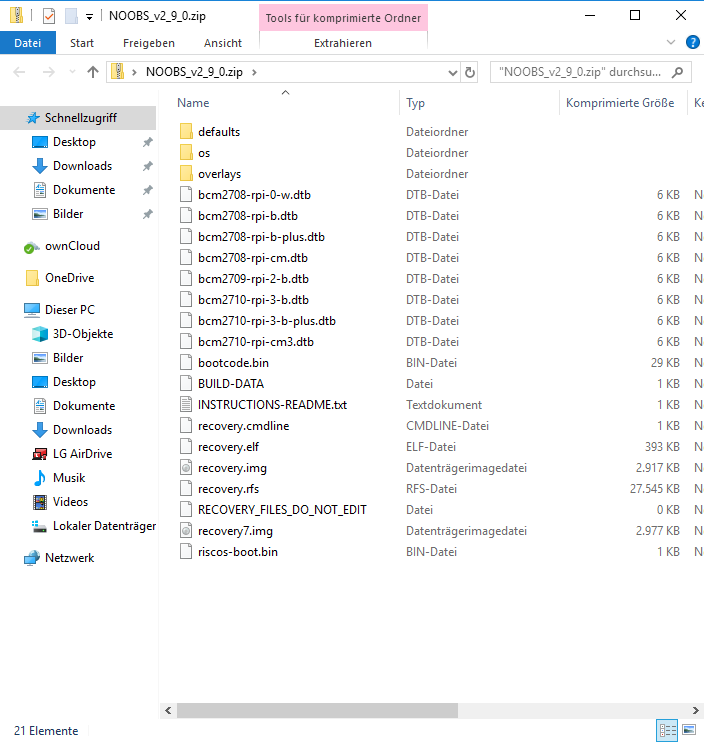 NOOBS_v2_9_0.zip
Tools für komprimierte Ordner
Datei Start Freigeben Ansicht Extrahieren
NOOBS_v2_9_0.zip "NOOBS_v2_9_0.zip" durchsu...
Name Typ Komprimierte Größe Ke
Schnellzugriff
Desktop
Downloads
Dokumente
Bilder
ownCloud
OneDrive
Dieser PC
3D-Objekte
Bilder
Desktop
Dokumente
Downloads
LG AirDrive
Musik
Videos
Lokaler Datenträger
Netzwerk
defaults Dateiordner
os Dateiordner
overlays Dateiordner
bcm2708-rpi-0-w.dtb DTB-Datei 6 KB N
bcm2708-rpi-b.dtb DTB-Datei 6 KB N
bcm2708-rpi-b-plus.dtb DTB-Datei 6 KB N
bcm2708-rpi-cm.dtb DTB-Datei 6 KB N
bcm2709-rpi-2-b.dtb DTB-Datei 6 KB N
bcm2710-rpi-3-b.dtb DTB-Datei 6 KB N
bcm2710-rpi-3-b-plus.dtb DTB-Datei 6 KB N
bcm2710-rpi-cm3.dtb DTB-Datei 6 KB N
bootcode.bin BIN-Datei 29 KB N
BUILD-DATA Datei 1 KB N
INSTRUCTIONS-README.txt Textdokument 1 KB N
recovery.cmdline CMDLINE-Datei 1 KB N
recovery.elf ELF-Datei 393 KB N
recovery.img Datenträgerimagedatei 2.917 KB N
recovery.rfs RFS-Datei 27.545 KB N
RECOVERY_FILES_DO_NOT_EDIT Datei 0 KB N
recovery7.img Datenträgerimagedatei 2.977 KB N
riscos-boot.bin BIN-Datei 1 KB N
21 Elemente